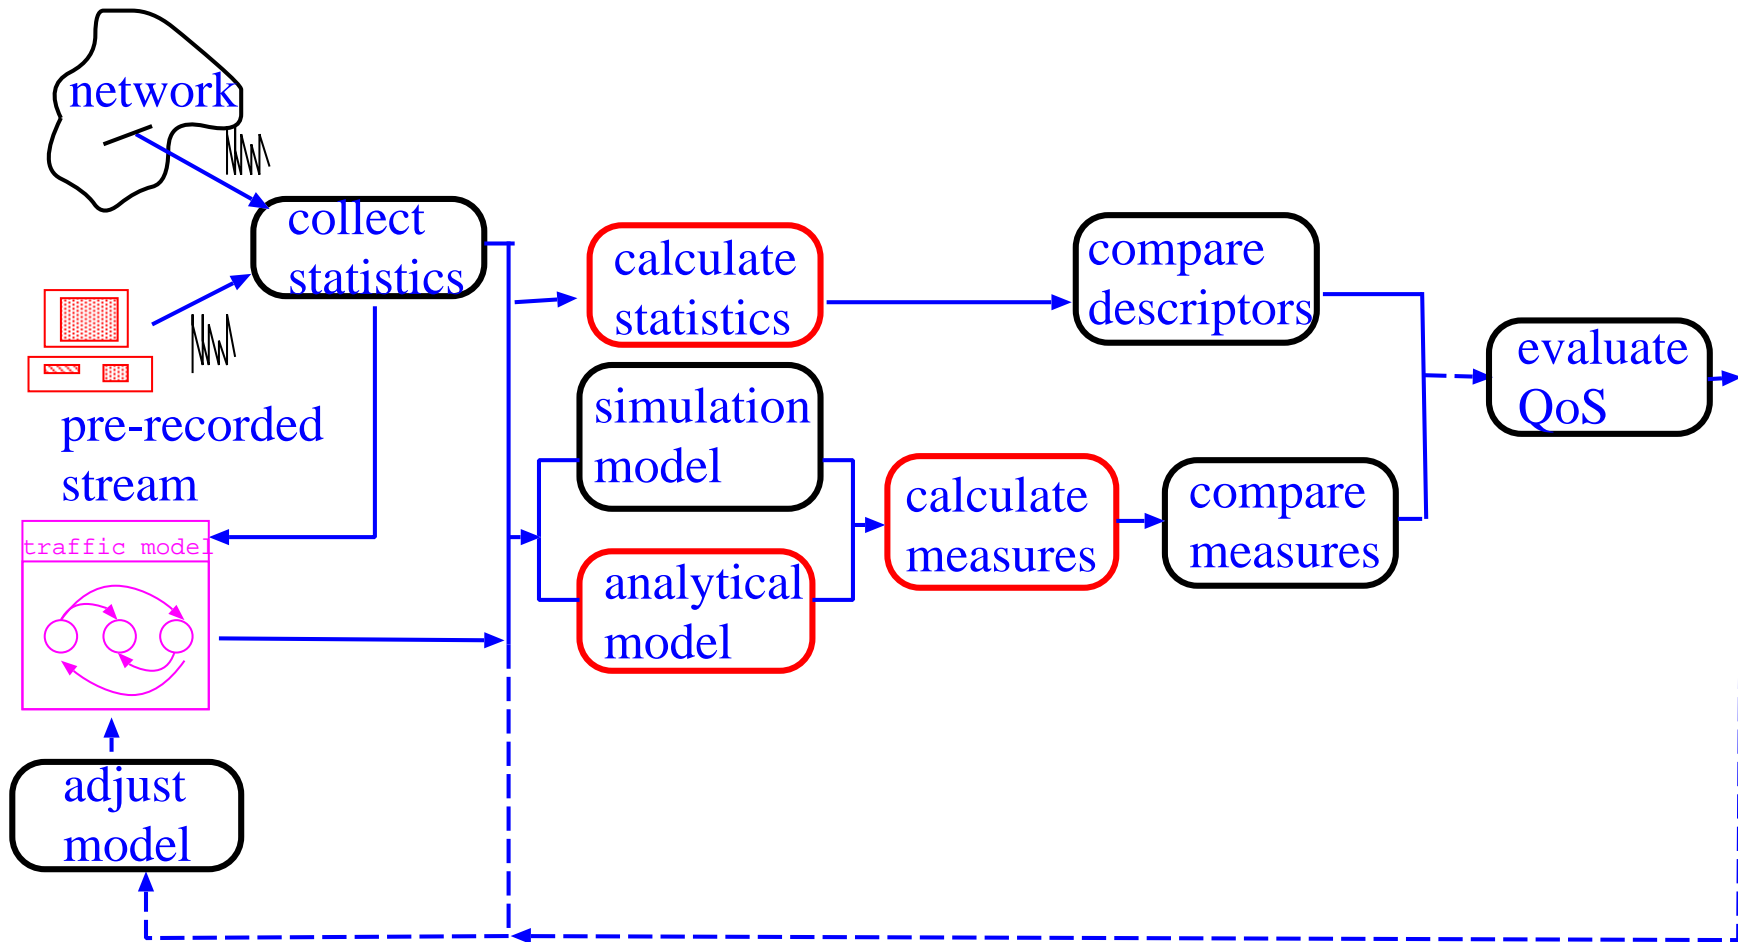 network
collect
statistics
calculate
statistics
compare
descriptors
evaluate
QoS
simulation
model
pre-recorded
stream
calculate
measures
compare
measures
traffic model
analytical
model
adjust
model